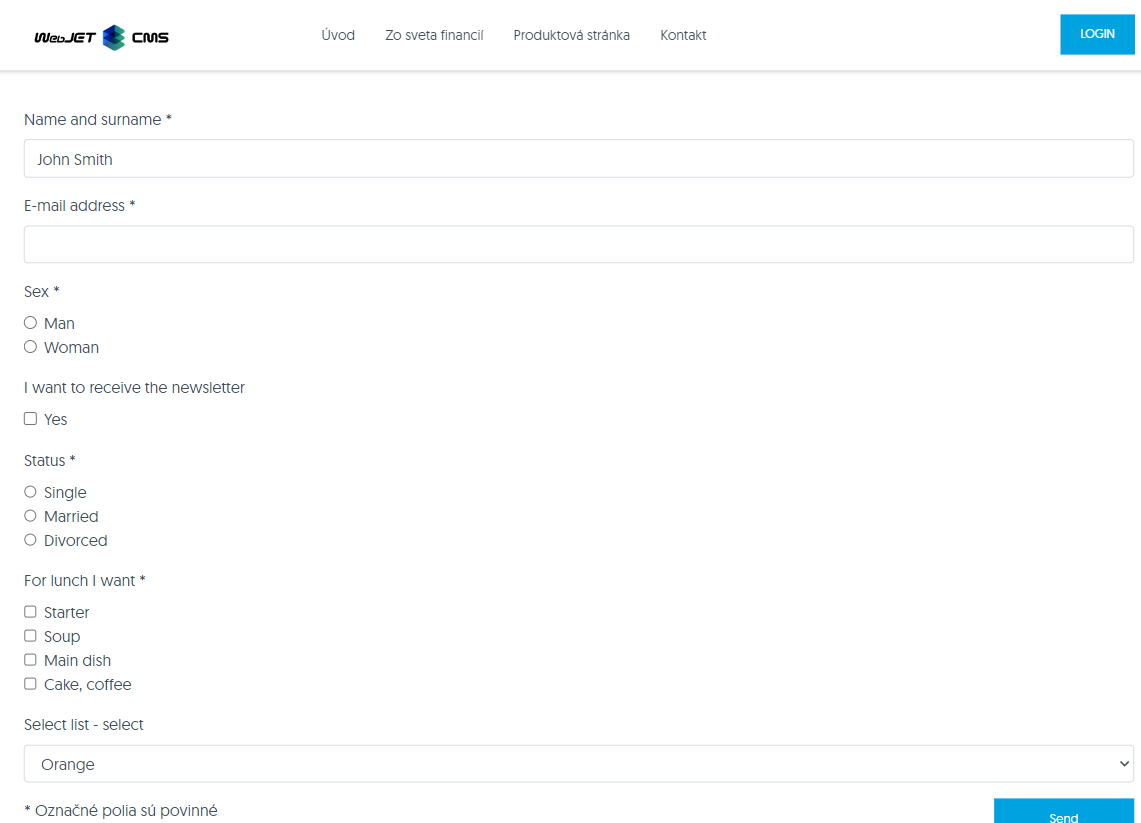 WebJET CMS
Úvod Zo sveta financií Produktová stránka Kontakt
LOGIN
Name and surname *
John Smith
E-mail address *
Sex *
Man
Woman
I want to receive the newsletter
Yes
Status *
Single
Married
Divorced
For lunch I want *
Starter
Soup
Main dish
Cake, coffee
Select list - select
Orange
* Označné polia sú povinné
Send